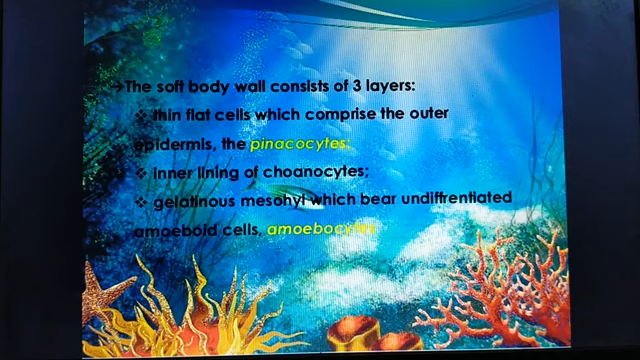 ➔The soft body wall consists of 3 layers:
❖ thin flat cells which comprise the outer
epidermis, the pinacocytes;
❖ inner lining of choanocytes;
❖ gelatinous mesohyl which bear undiffrentiated
amoeboid cells, amoebocytes